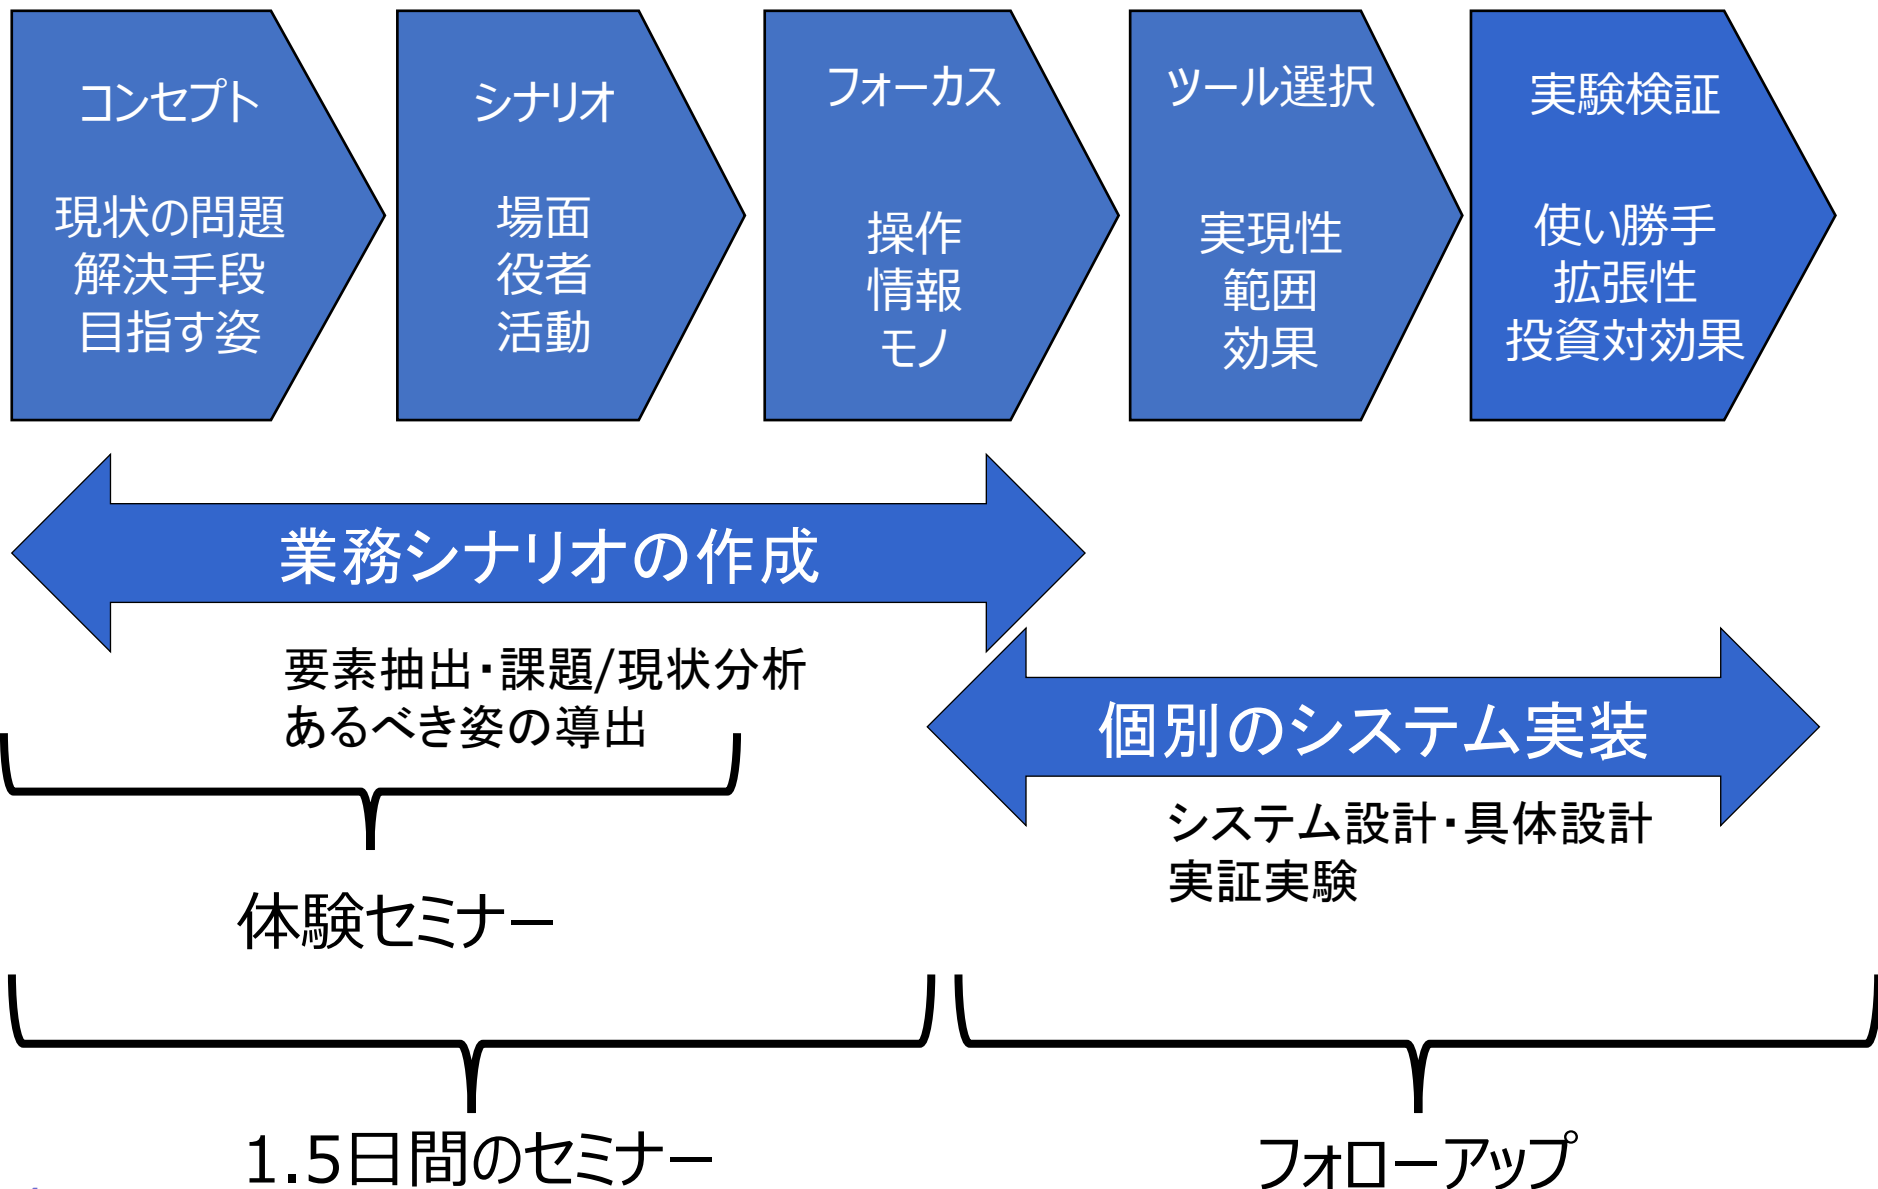 コンセプト
現状の問題
解決手段
目指す姿
シナリオ
場面
役者
活動
フォーカス
操作
情報
モノ
ツール選択
実現性
範囲
効果
実験検証
使い勝手
拡張性
投資対効果
業務シナリオの作成
要素抽出・課題/現状分析
あるべき姿の導出
個別のシステム実装
システム設計・具体設計
実証実験
体験セミナー
1.5日間のセミナー
フォローアップ